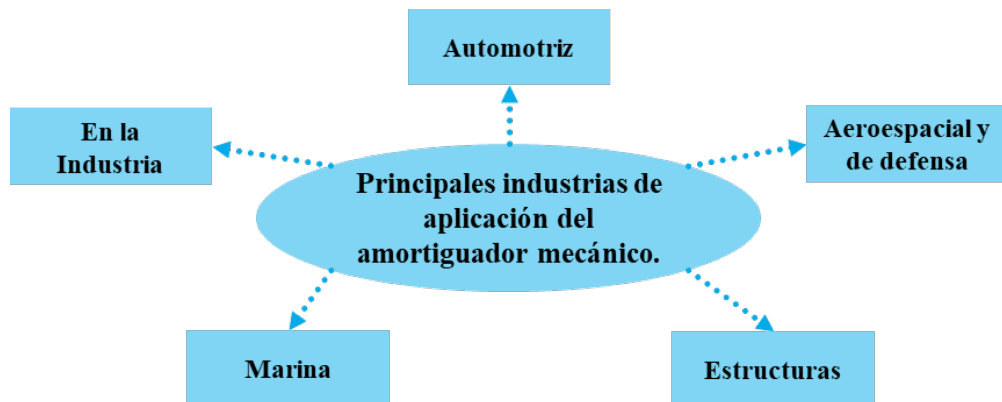 Automotriz
En la
Industria
Aeroespacial y
de defensa
Principales industrias de
aplicación del
amortiguador mecánico.
Marina
Estructuras